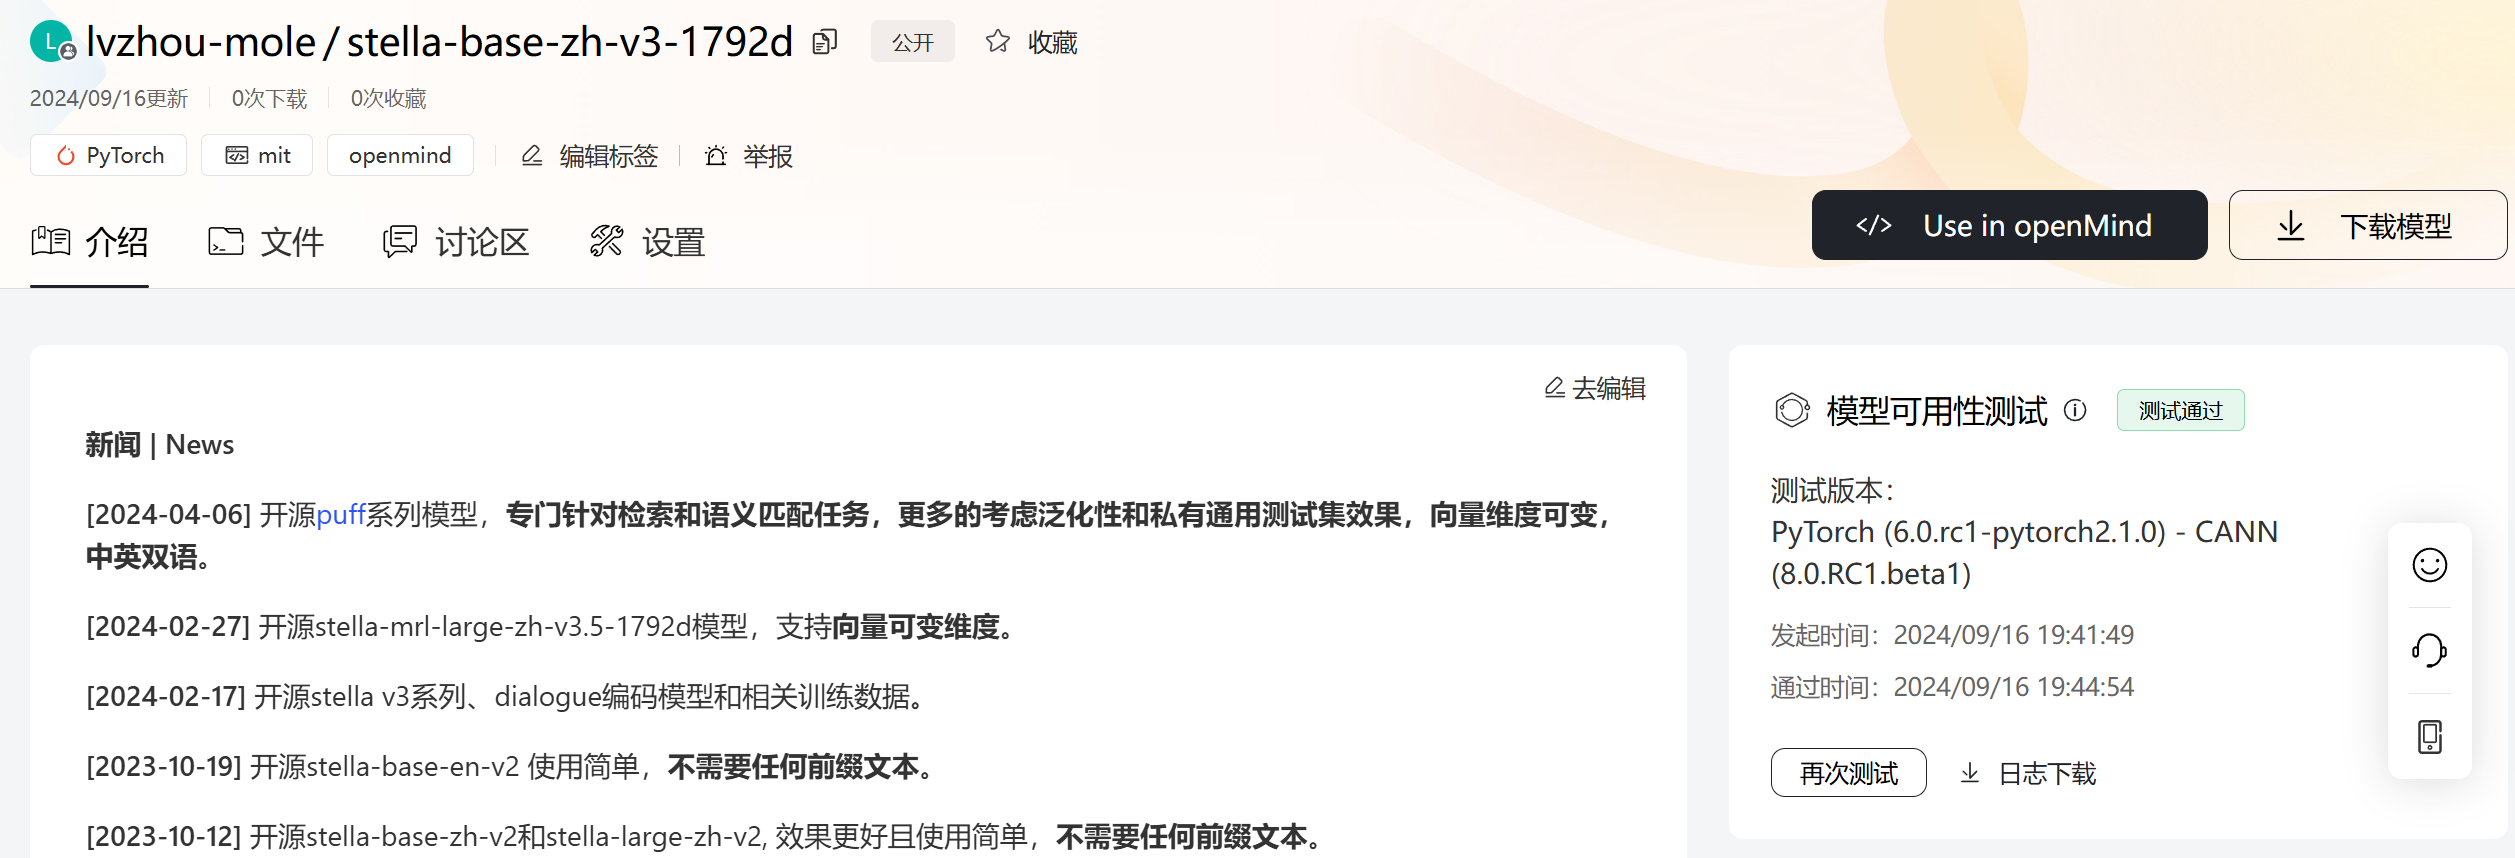 L lvzhou-mole / stella-base-zh-v3-1792d 公开 收藏
2024/09/16更新 0次下载 0次收藏
PyTorch mit openmind 编辑标签 举报
介绍 文件 讨论区 设置 </> Use in openMind 下载模型
去编辑
新闻 | News
[2024-04-06] 开源puff系列模型，专门针对检索和语义匹配任务，更多的考虑泛化性和私有通用测试集效果，向量维度可变，
中英双语。
[2024-02-27] 开源stella-mrl-large-zh-v3.5-1792d模型，支持向量可变维度。
[2024-02-17] 开源stella v3系列、dialogue编码模型和相关训练数据。
[2023-10-19] 开源stella-base-en-v2 使用简单，不需要任何前缀文本。
[2023-10-12] 开源stella-base-zh-v2和stella-large-zh-v2, 效果更好且使用简单，不需要任何前缀文本。
模型可用性测试 测试通过
测试版本：
PyTorch (6.0.rc1-pytorch2.1.0) - CANN
(8.0.RC1.beta1)
发起时间：2024/09/16 19:41:49
通过时间：2024/09/16 19:44:54
再次测试 日志下载